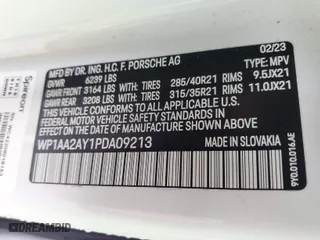 MFD BY DR. ING. H.C. F. PORSCHE AG 02/23
GVWR 6239 LBS TYPE: MPV
GAWR FRONT 3164 LBS WITH TIRES 285/40R21 RIMS 9.5JX21
GAWR REAR 3208 LBS WITH TIRES 315/35R21 RIMS 11.0JX21
THIS VEHICLE CONFORMS TO ALL APPLICABLE
FEDERAL MOTOR VEHICLE SAFETY AND
STANDARDS IN EFFECT ON THE DATE OF
MANUFACTURE SHOWN ABOVE
WP1AA2AY1PDA09213 MADE IN SLOVAKIA
9Y0.010.016.AE
Spireon